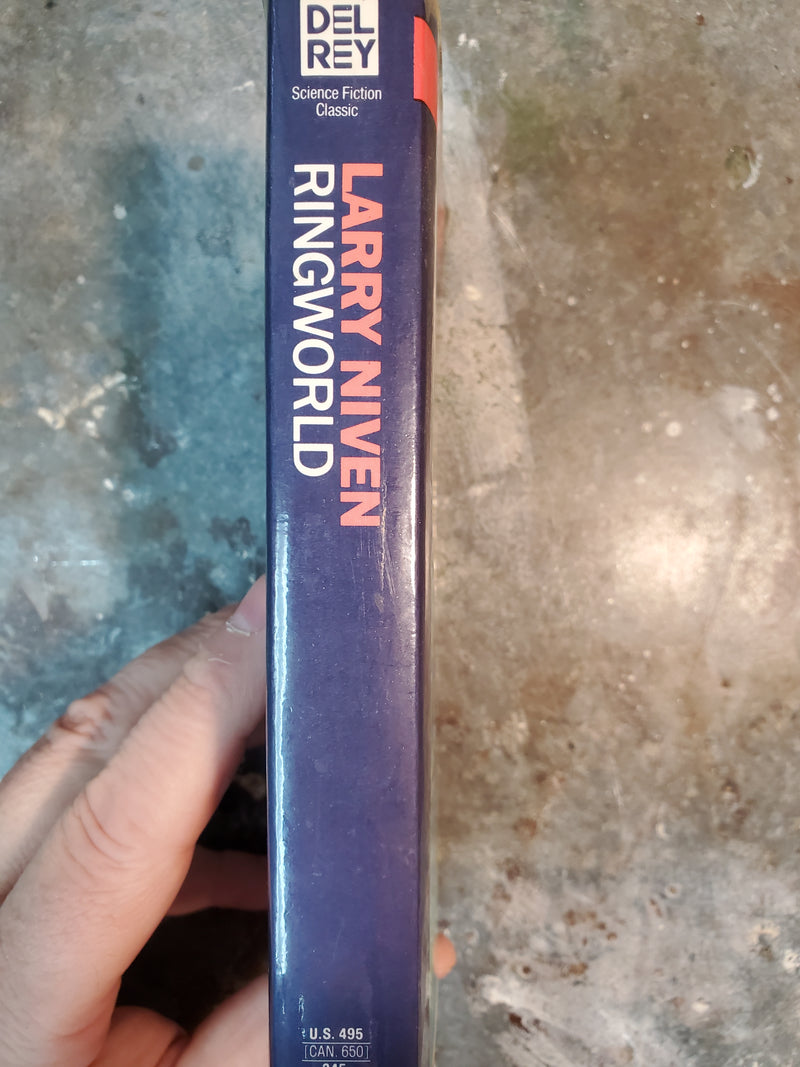 DEL
REY
Science Fiction
Classic
LARRY NIVEN
RINGWORLD
U.S. 495
[CAN. 650]